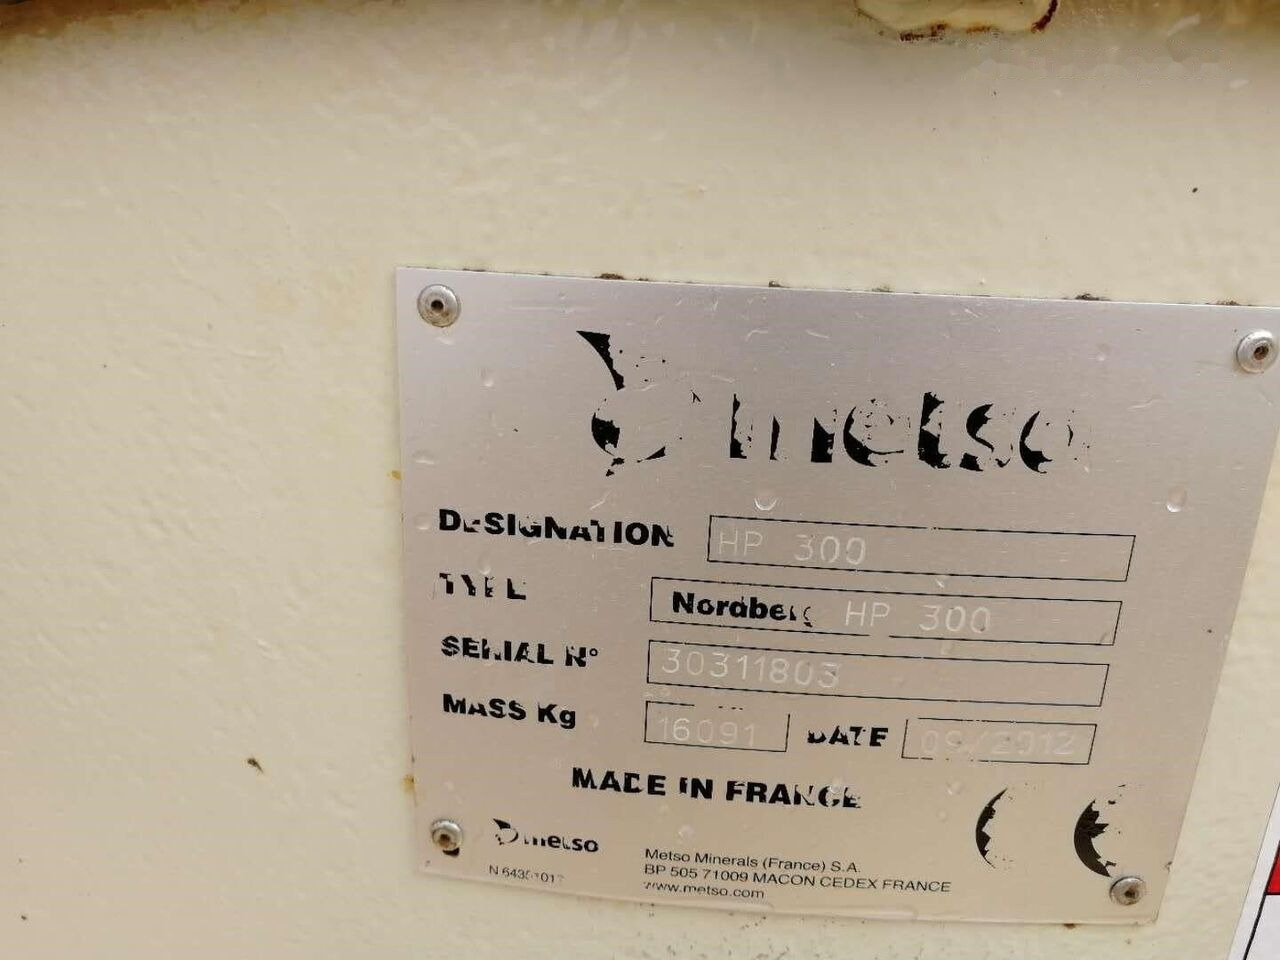 metso
DESIGNATION HP 300
TYPE Nordberg HP 300
SERIAL N° 30311803
MASS Kg 16091 DATE 09/2012
MADE IN FRANCE CE
metso
Metso Minerals (France) S.A.
BP 505 71009 MACON CEDEX FRANCE
www.metso.com